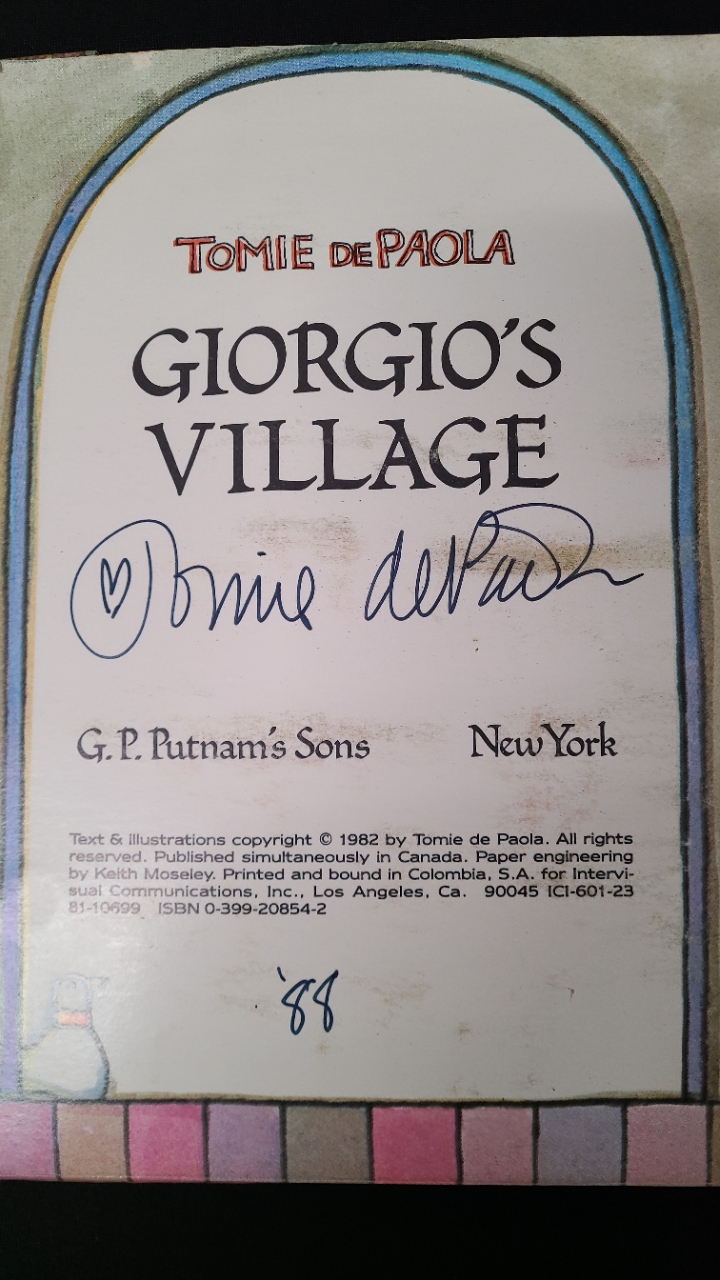 TOMIE DEPAOLA
GIORGIO'S
VILLAGE
Tomie dePaola
G. P. Putnam's Sons New York
Text & illustrations copyright © 1982 by Tomie de Paola. All rights
reserved. Published simultaneously in Canada. Paper engineering
by Keith Moseley. Printed and bound in Colombia, S.A. for Intervi-
sual Communications, Inc., Los Angeles, Ca. 90045 ICI-601-23
81-10699 ISBN 0-399-20854-2
'88